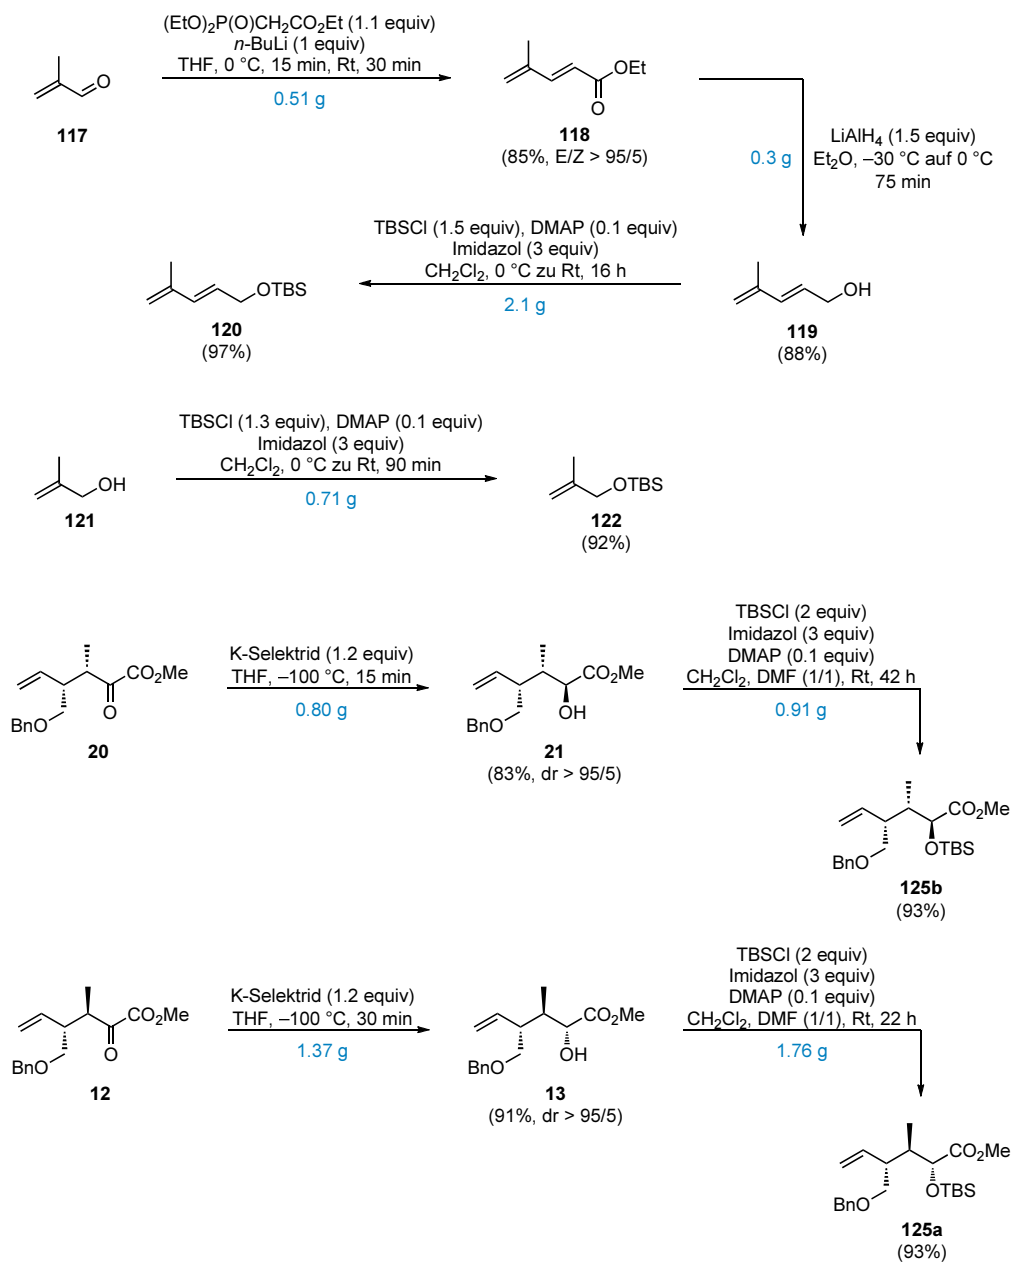 (EtO)2P(O)CH2CO2Et (1.1 equiv)
n-BuLi (1 equiv)
THF, 0 °C, 15 min, Rt, 30 min
0.51 g
O
117
OEt
O
118
(85%, E/Z > 95/5)
LiAlH4 (1.5 equiv)
Et2O, –30 °C auf 0 °C
75 min
0.3 g
TBSCl (1.5 equiv), DMAP (0.1 equiv)
Imidazol (3 equiv)
CH2Cl2, 0 °C zu Rt, 16 h
2.1 g
OTBS
120
(97%)
OH
119
(88%)
TBSCl (1.3 equiv), DMAP (0.1 equiv)
Imidazol (3 equiv)
CH2Cl2, 0 °C zu Rt, 90 min
0.71 g
OH
121
OTBS
122
(92%)
CO2Me
O
BnO
20
K-Selektrid (1.2 equiv)
THF, –100 °C, 15 min
0.80 g
CO2Me
OH
BnO
21
(83%, dr > 95/5)
TBSCl (2 equiv)
Imidazol (3 equiv)
DMAP (0.1 equiv)
CH2Cl2, DMF (1/1), Rt, 42 h
0.91 g
CO2Me
OTBS
BnO
125b
(93%)
CO2Me
O
BnO
12
K-Selektrid (1.2 equiv)
THF, –100 °C, 30 min
1.37 g
CO2Me
OH
BnO
13
(91%, dr > 95/5)
TBSCl (2 equiv)
Imidazol (3 equiv)
DMAP (0.1 equiv)
CH2Cl2, DMF (1/1), Rt, 22 h
1.76 g
CO2Me
OTBS
BnO
125a
(93%)